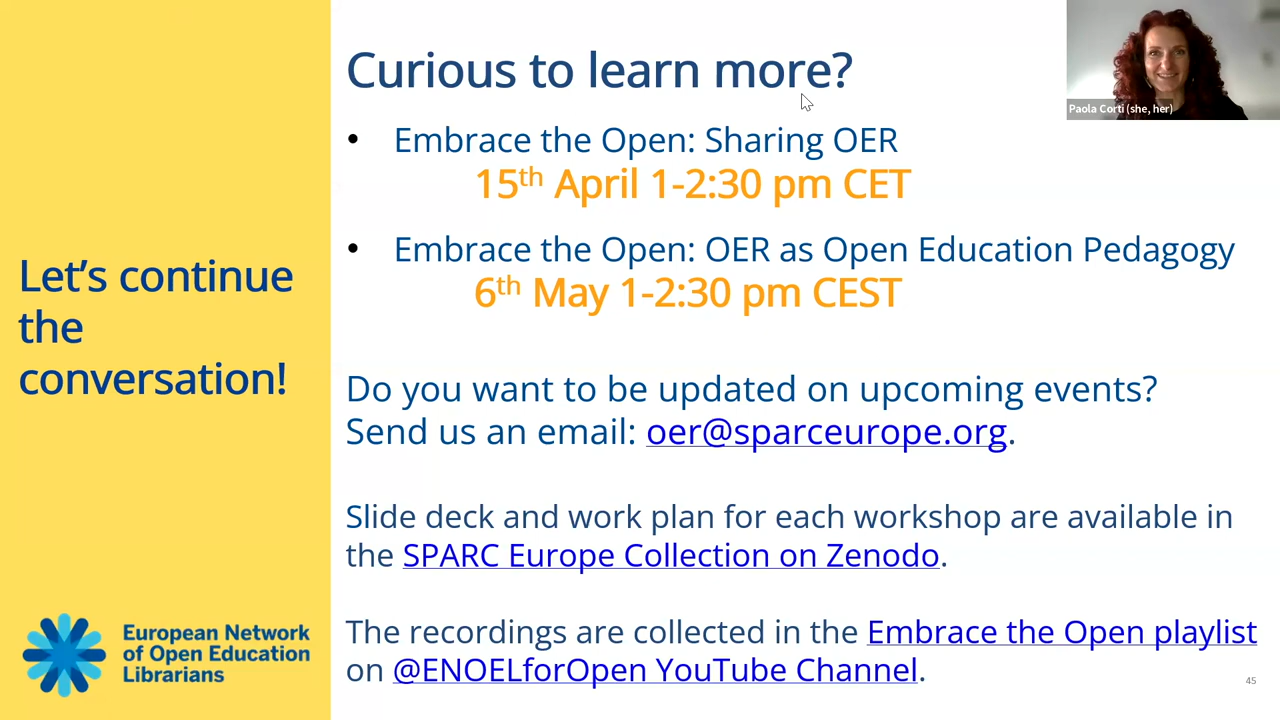 Let's continue
the
conversation!
European Network
of Open Education
Librarians
Curious to learn more?
• Embrace the Open: Sharing OER
15th April 1-2:30 pm CET
• Embrace the Open: OER as Open Education Pedagogy
6th May 1-2:30 pm CEST
Do you want to be updated on upcoming events?
Send us an email: oer@sparceurope.org.
Slide deck and work plan for each workshop are available in
the SPARC Europe Collection on Zenodo.
The recordings are collected in the Embrace the Open playlist
on @ENOELforOpen YouTube Channel.
45
Paola Corti (she, her)